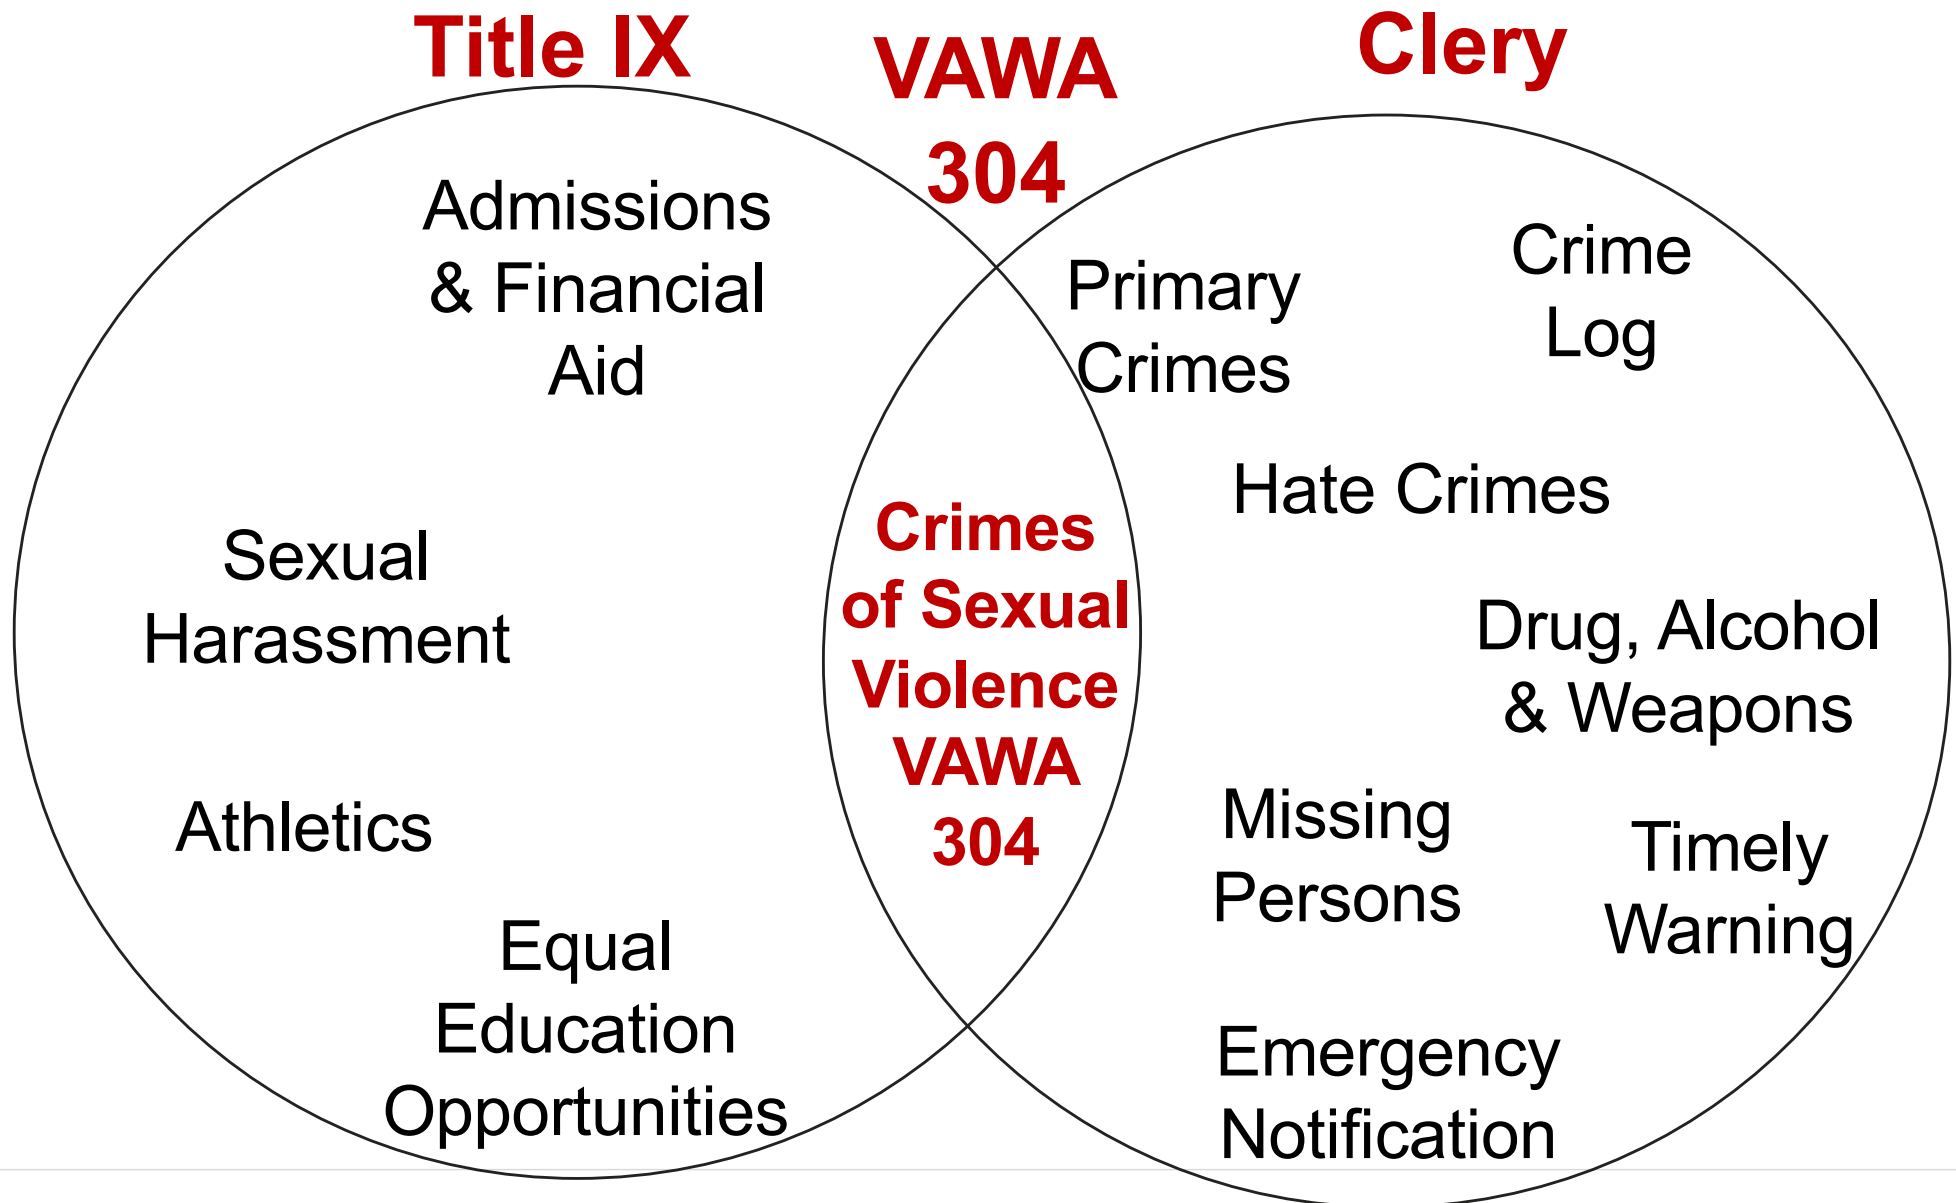 Title IX
VAWA
304
Clery
Admissions
& Financial
Aid
Sexual
Harassment
Athletics
Equal
Education
Opportunities
Crimes
of Sexual
Violence
VAWA
304
Primary
Crimes
Crime
Log
Hate Crimes
Drug, Alcohol
& Weapons
Missing
Persons
Timely
Warning
Emergency
Notification